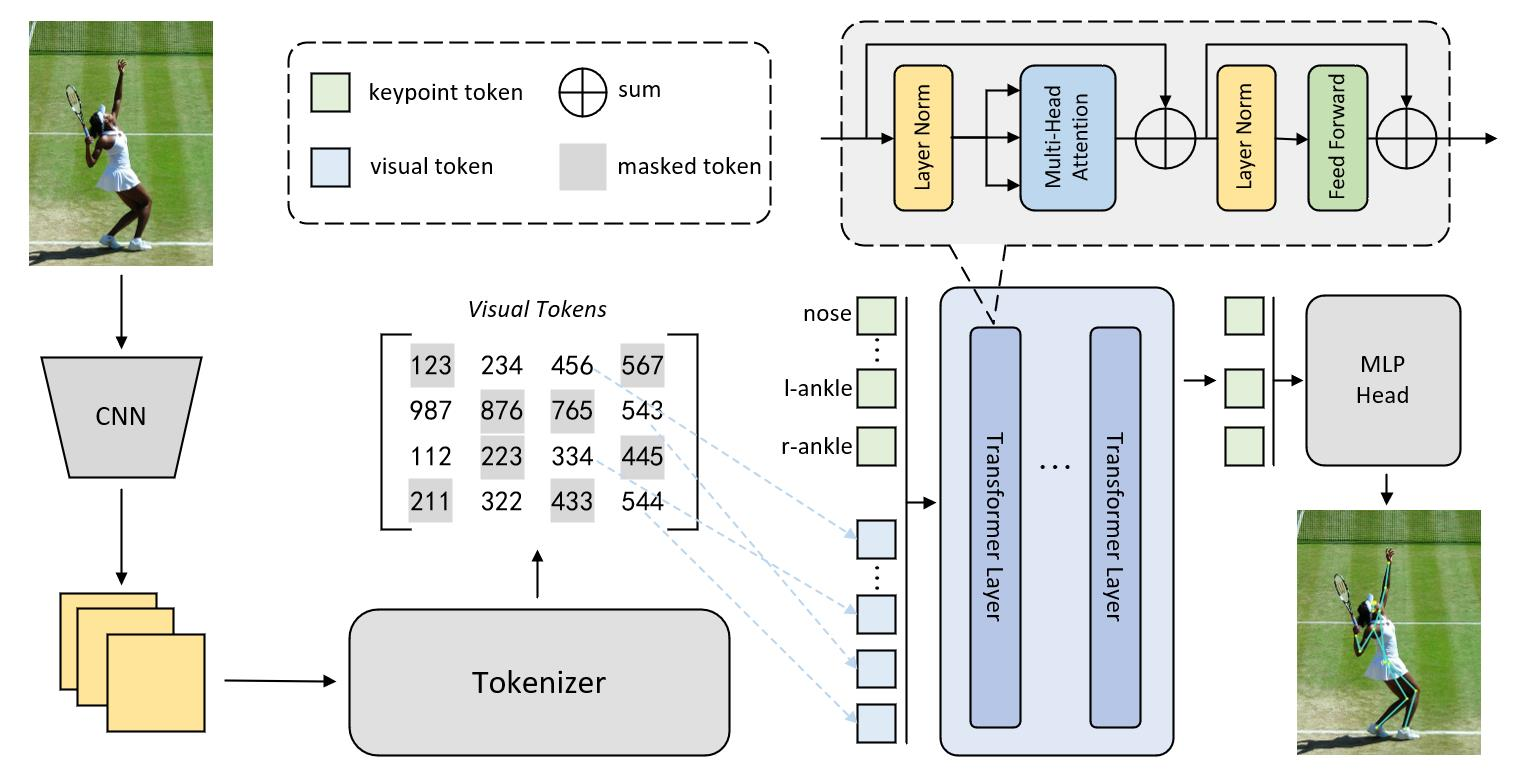 keypoint token
sum
visual token
masked token
Layer Norm
Multi-Head
Attention
Layer Norm
Feed Forward
CNN
Visual Tokens
123 234 456 567
987 876 765 543
112 223 334 445
211 322 433 544
Tokenizer
nose
l-ankle
r-ankle
Transformer Layer
...
Transformer Layer
MLP
Head